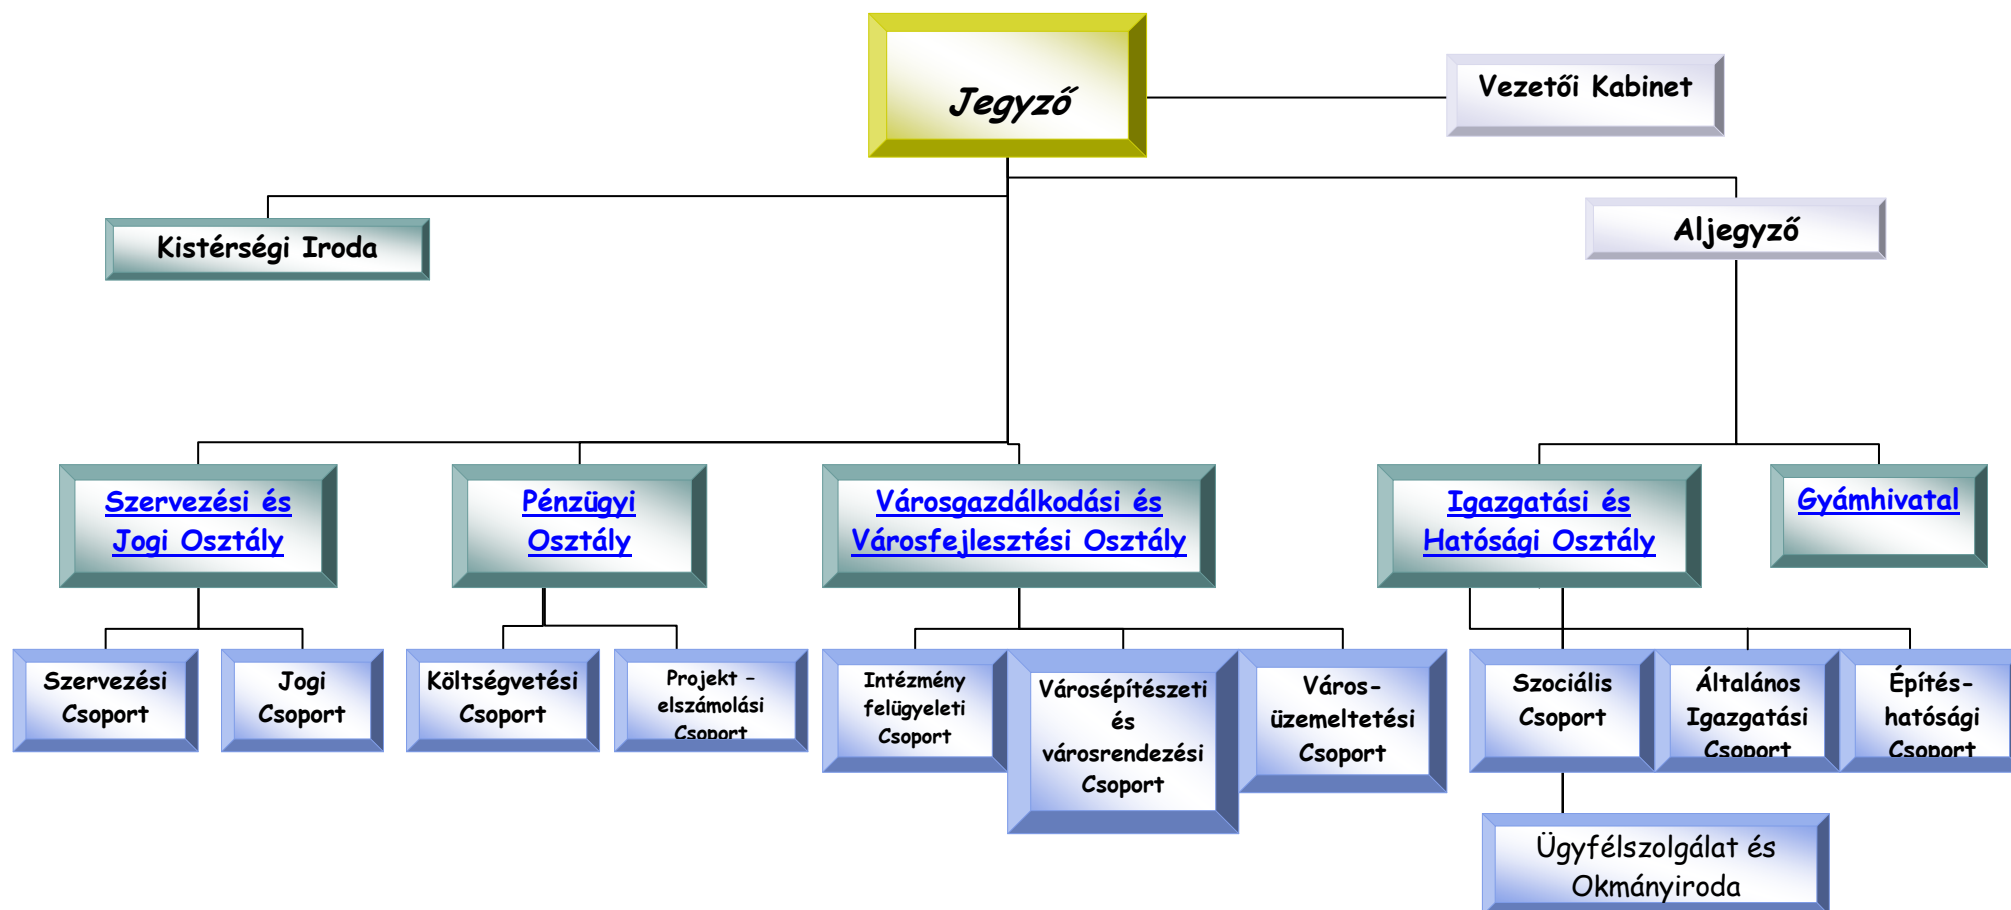 Jegyző
Vezetői Kabinet
Kistérségi Iroda
Aljegyző
Szervezési és
Jogi Osztály
Pénzügyi
Osztály
Városgazdálkodási és
Városfejlesztési Osztály
Igazgatási és
Hatósági Osztály
Gyámhivatal
Szervezési
Csoport
Jogi
Csoport
Költségvetési
Csoport
Projekt –
elszámolási
Csoport
Intézmény
felügyeleti
Csoport
Városépítészeti
és
városrendezési
Csoport
Város-
üzemeltetési
Csoport
Szociális
Csoport
Általános
Igazgatási
Csoport
Építés-
hatósági
Csoport
Ügyfélszolgálat és
Okmányiroda